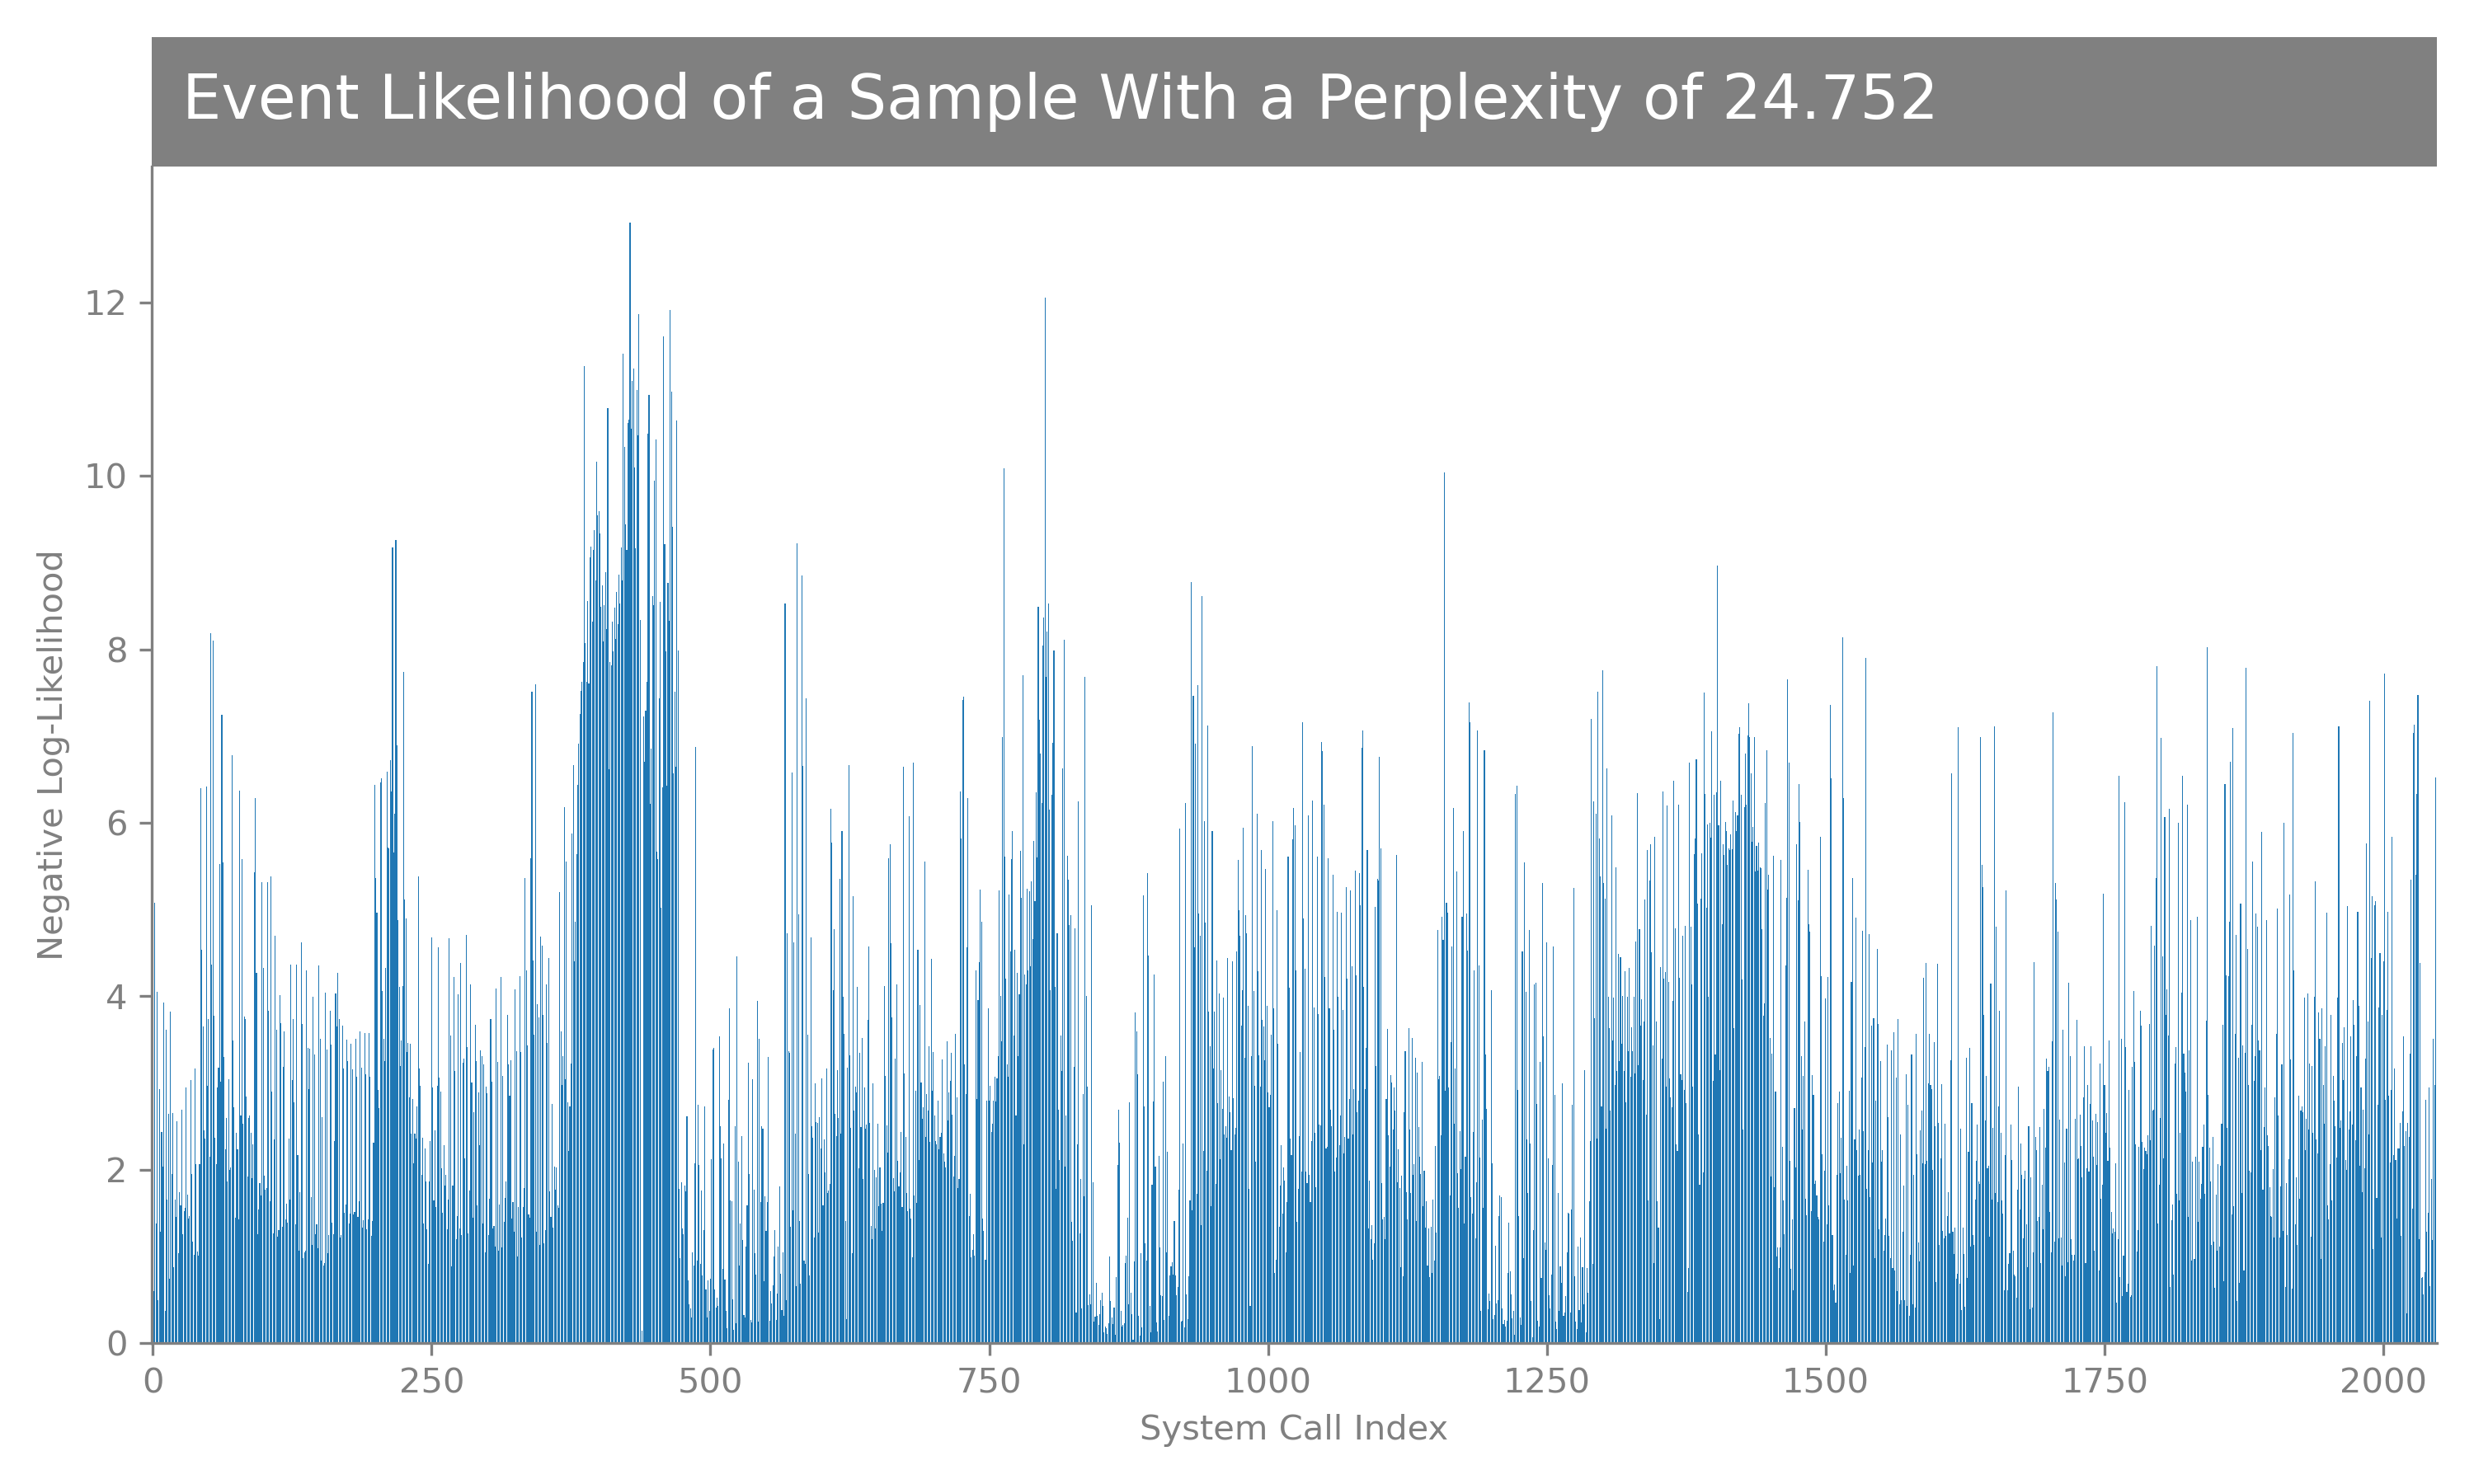 Event Likelihood of a Sample With a Perplexity of 24.752
Negative Log-Likelihood
12
10
8
6
4
2
0
0 250 500 750 1000 1250 1500 1750 2000
System Call Index